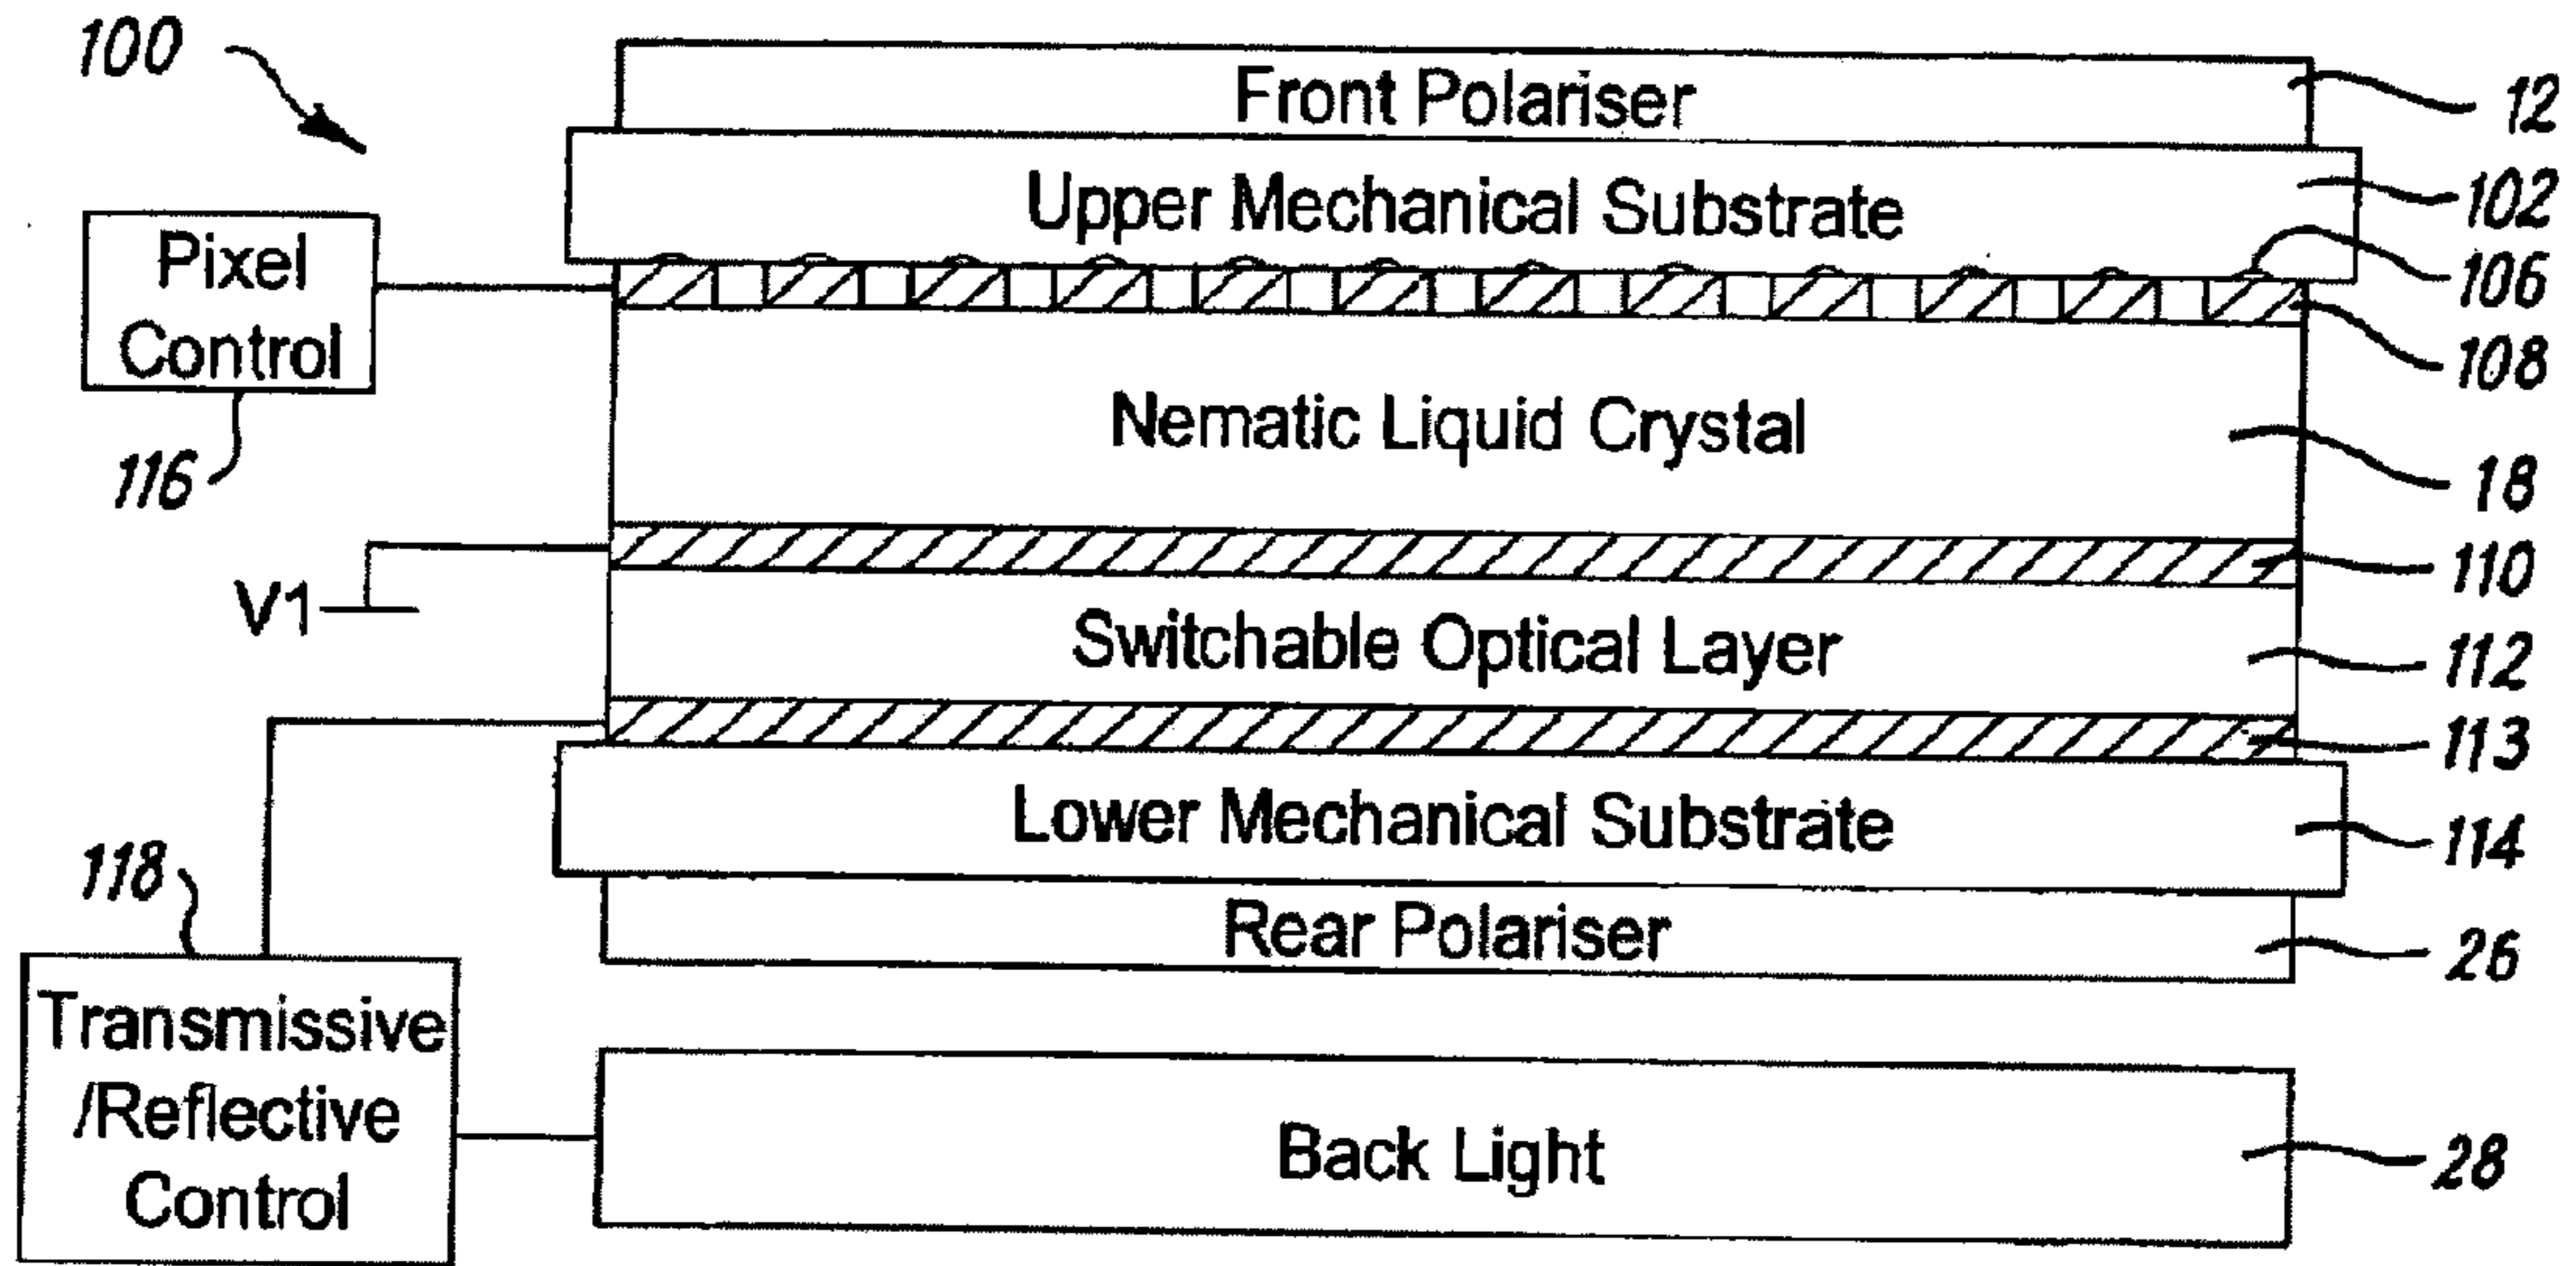 100
Front Polariser
12
Upper Mechanical Substrate
102
Pixel
Control
106
108
116
Nematic Liquid Crystal
18
V1
110
Switchable Optical Layer
112
113
Lower Mechanical Substrate
114
118
Rear Polariser
26
Transmissive
/Reflective
Control
Back Light
28